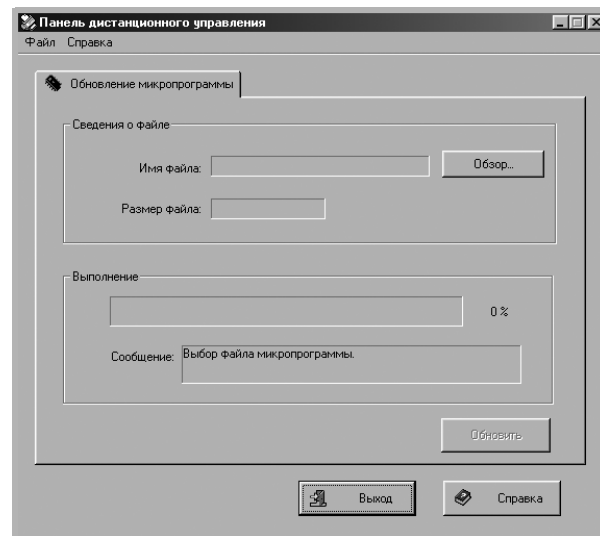 Панель дистанционного управления
Файл Справка
Обновление микропрограммы
Сведения о файле
Имя файла: Обзор...
Размер файла:
Выполнение
0 %
Сообщение: Выбор файла микропрограммы.
Обновить
Выход Справка